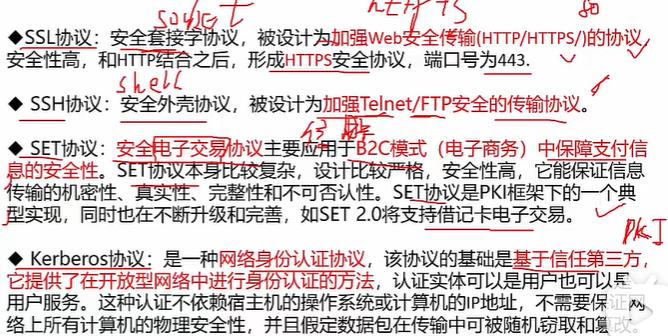 socket
https
80
◆SSL协议：安全套接字协议，被设计为加强Web安全传输(HTTP/HTTPS/)的协议，
安全性高，和HTTP结合之后，形成HTTPS安全协议，端口号为443.
shell
◆ SSH协议：安全外壳协议，被设计为加强Telnet/FTP安全的传输协议。
◆ SET协议：安全电子交易协议主要应用于B2C模式（电子商务）中保障支付信
息的安全性。SET协议本身比较复杂，设计比较严格，安全性高，它能保证信息
传输的机密性、真实性、完整性和不可否认性。SET协议是PKI框架下的一个典
型实现，同时也在不断升级和完善，如SET 2.0将支持借记卡电子交易。
PKI
◆ Kerberos协议：是一种网络身份认证协议，该协议的基础是基于信任第三方，
它提供了在开放型网络中进行身份认证的方法，认证实体可以是用户也可以是
用户服务。这种认证不依赖宿主机的操作系统或计算机的IP地址，不需要保证网
络上所有计算机的物理安全性，并且假定数据包在传输中可被随机窃取和篡改。